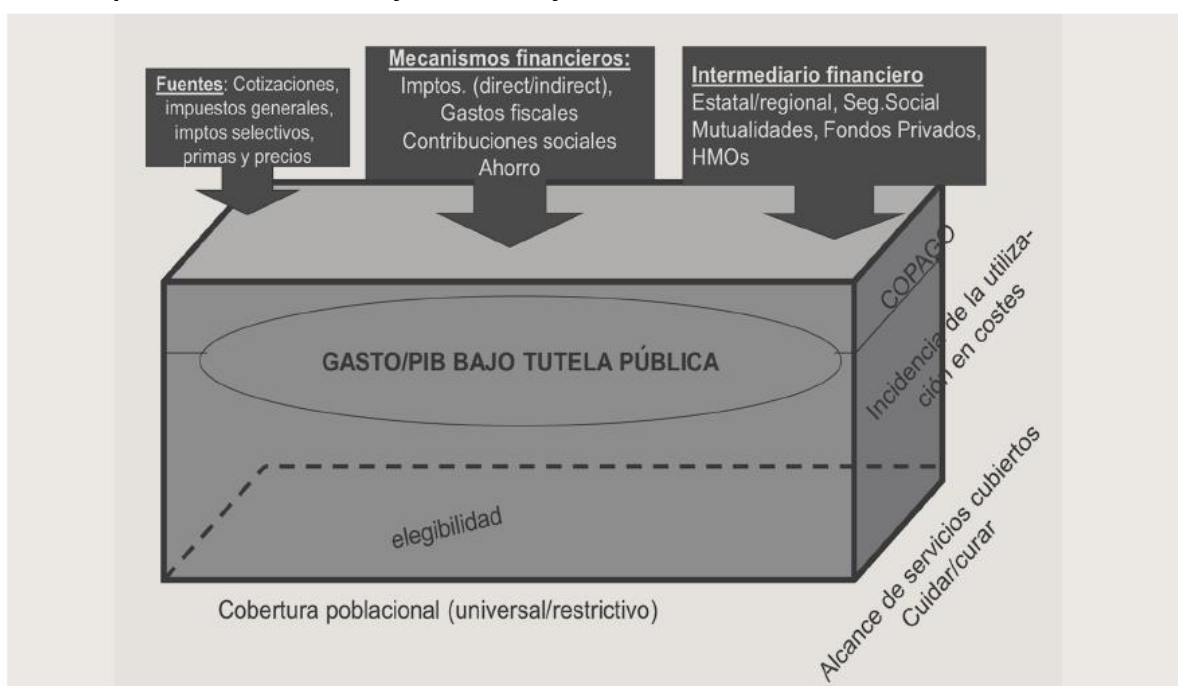 Fuentes: Cotizaciones,
impuestos generales,
imptos selectivos,
primas y precios
Mecanismos financieros:
Imptos. (direct/indirect),
Gastos fiscales
Contribuciones sociales
Ahorro
Intermediario financiero
Estatal/regional, Seg.Social
Mutualidades, Fondos Privados,
HMOs
COPAGO
Incidencia de la utiliza-
ción en costes
GASTO/PIB BAJO TUTELA PÚBLICA
elegibilidad
Cobertura poblacional (universal/restrictivo)
Alcance de servicios cubiertos
Cuidar/curar